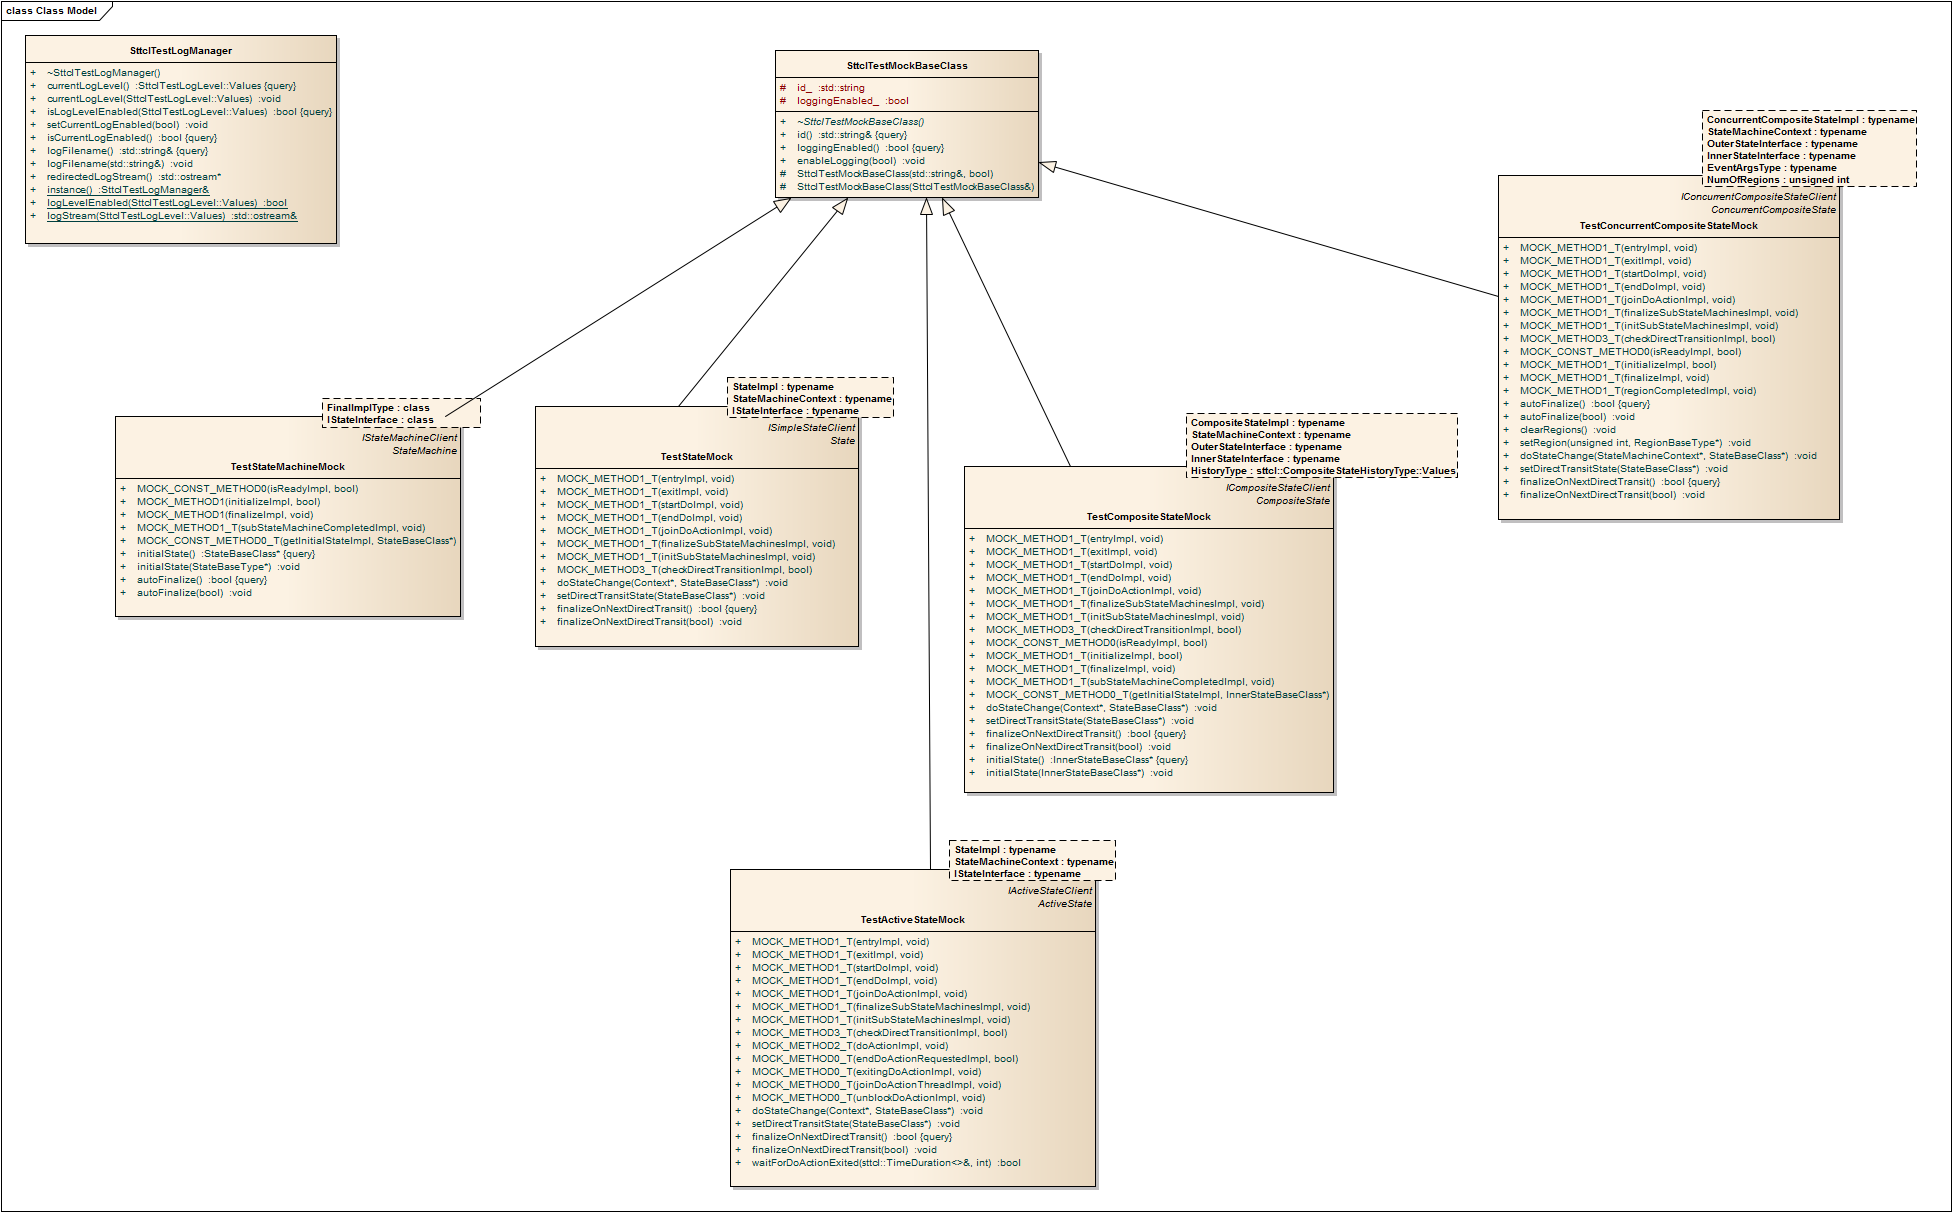 class Class Model
SttclTestLogManager
+ ~SttclTestLogManager()
+ currentLogLevel() :SttclTestLogLevel::Values {query}
+ currentLogLevel(SttclTestLogLevel::Values) :void
+ isLogLevelEnabled(SttclTestLogLevel::Values) :bool {query}
+ setCurrentLogEnabled(bool) :void
+ isCurrentLogEnabled() :bool {query}
+ logFilename() :std::string& {query}
+ logFilename(std::string&) :void
+ redirectedLogStream() :std::ostream*
+ instance() :SttclTestLogManager&
+ logLevelEnabled(SttclTestLogLevel::Values) :bool
+ logStream(SttclTestLogLevel::Values) :std::ostream&
SttclTestMockBaseClass
# id_ :std::string
# loggingEnabled_ :bool
+ ~SttclTestMockBaseClass()
+ id() :std::string& {query}
+ loggingEnabled() :bool {query}
+ enableLogging(bool) :void
# SttclTestMockBaseClass(std::string&, bool)
# SttclTestMockBaseClass(SttclTestMockBaseClass&)
ConcurrentCompositeStateImpl : typename
StateMachineContext : typename
OuterStateInterface : typename
InnerStateInterface : typename
EventArgsType : typename
NumOfRegions : unsigned int
IConcurrentCompositeStateClient
ConcurrentCompositeState
TestConcurrentCompositeStateMock
+ MOCK_METHOD1_T(entryImpl, void)
+ MOCK_METHOD1_T(exitImpl, void)
+ MOCK_METHOD1_T(startDoImpl, void)
+ MOCK_METHOD1_T(endDoImpl, void)
+ MOCK_METHOD1_T(joinDoActionImpl, void)
+ MOCK_METHOD1_T(finalizeSubStateMachinesImpl, void)
+ MOCK_METHOD1_T(initSubStateMachinesImpl, void)
+ MOCK_METHOD3_T(checkDirectTransitionImpl, bool)
+ MOCK_CONST_METHOD0(isReadyImpl, bool)
+ MOCK_METHOD1_T(initializeImpl, bool)
+ MOCK_METHOD1_T(finalizeImpl, void)
+ MOCK_METHOD1_T(regionCompletedImpl, void)
+ autoFinalize() :bool {query}
+ autoFinalize(bool) :void
+ clearRegions() :void
+ setRegion(unsigned int, RegionBaseType*) :void
+ doStateChange(StateMachineContext*, StateBaseClass*) :void
+ setDirectTransitState(StateBaseClass*) :void
+ finalizeOnNextDirectTransit() :bool {query}
+ finalizeOnNextDirectTransit(bool) :void
FinalImplType : class
IStateInterface : class
IStateMachineClient
StateMachine
TestStateMachineMock
+ MOCK_CONST_METHOD0(isReadyImpl, bool)
+ MOCK_METHOD1(initializeImpl, bool)
+ MOCK_METHOD1(finalizeImpl, void)
+ MOCK_METHOD1_T(subStateMachineCompletedImpl, void)
+ MOCK_CONST_METHOD0_T(getInitialStateImpl, StateBaseClass*)
+ initialState() :StateBaseClass* {query}
+ initialState(StateBaseType*) :void
+ autoFinalize() :bool {query}
+ autoFinalize(bool) :void
StateImpl : typename
StateMachineContext : typename
IStateInterface : typename
ISimpleStateClient
State
TestStateMock
+ MOCK_METHOD1_T(entryImpl, void)
+ MOCK_METHOD1_T(exitImpl, void)
+ MOCK_METHOD1_T(startDoImpl, void)
+ MOCK_METHOD1_T(endDoImpl, void)
+ MOCK_METHOD1_T(joinDoActionImpl, void)
+ MOCK_METHOD1_T(finalizeSubStateMachinesImpl, void)
+ MOCK_METHOD1_T(initSubStateMachinesImpl, void)
+ MOCK_METHOD3_T(checkDirectTransitionImpl, bool)
+ doStateChange(Context*, StateBaseClass*) :void
+ setDirectTransitState(StateBaseClass*) :void
+ finalizeOnNextDirectTransit() :bool {query}
+ finalizeOnNextDirectTransit(bool) :void
CompositeStateImpl : typename
StateMachineContext : typename
OuterStateInterface : typename
InnerStateInterface : typename
HistoryType : sttcl::CompositeStateHistoryType::Values
ICompositeStateClient
CompositeState
TestCompositeStateMock
+ MOCK_METHOD1_T(entryImpl, void)
+ MOCK_METHOD1_T(exitImpl, void)
+ MOCK_METHOD1_T(startDoImpl, void)
+ MOCK_METHOD1_T(endDoImpl, void)
+ MOCK_METHOD1_T(joinDoActionImpl, void)
+ MOCK_METHOD1_T(finalizeSubStateMachinesImpl, void)
+ MOCK_METHOD1_T(initSubStateMachinesImpl, void)
+ MOCK_METHOD3_T(checkDirectTransitionImpl, bool)
+ MOCK_CONST_METHOD0(isReadyImpl, bool)
+ MOCK_METHOD1_T(initializeImpl, bool)
+ MOCK_METHOD1_T(finalizeImpl, void)
+ MOCK_METHOD1_T(subStateMachineCompletedImpl, void)
+ MOCK_CONST_METHOD0_T(getInitialStateImpl, InnerStateBaseClass*)
+ doStateChange(Context*, StateBaseClass*) :void
+ setDirectTransitState(StateBaseClass*) :void
+ finalizeOnNextDirectTransit() :bool {query}
+ finalizeOnNextDirectTransit(bool) :void
+ initialState() :InnerStateBaseClass* {query}
+ initialState(InnerStateBaseClass*) :void
StateImpl : typename
StateMachineContext : typename
IStateInterface : typename
IActiveStateClient
ActiveState
TestActiveStateMock
+ MOCK_METHOD1_T(entryImpl, void)
+ MOCK_METHOD1_T(exitImpl, void)
+ MOCK_METHOD1_T(startDoImpl, void)
+ MOCK_METHOD1_T(endDoImpl, void)
+ MOCK_METHOD1_T(joinDoActionImpl, void)
+ MOCK_METHOD1_T(finalizeSubStateMachinesImpl, void)
+ MOCK_METHOD1_T(initSubStateMachinesImpl, void)
+ MOCK_METHOD3_T(checkDirectTransitionImpl, bool)
+ MOCK_METHOD2_T(doActionImpl, void)
+ MOCK_METHOD0_T(endDoActionRequestedImpl, bool)
+ MOCK_METHOD0_T(exitingDoActionImpl, void)
+ MOCK_METHOD0_T(joinDoActionThreadImpl, void)
+ MOCK_METHOD0_T(unblockDoActionImpl, void)
+ doStateChange(Context*, StateBaseClass*) :void
+ setDirectTransitState(StateBaseClass*) :void
+ finalizeOnNextDirectTransit() :bool {query}
+ finalizeOnNextDirectTransit(bool) :void
+ waitForDoActionExited(sttcl::TimeDuration<>&, int) :bool